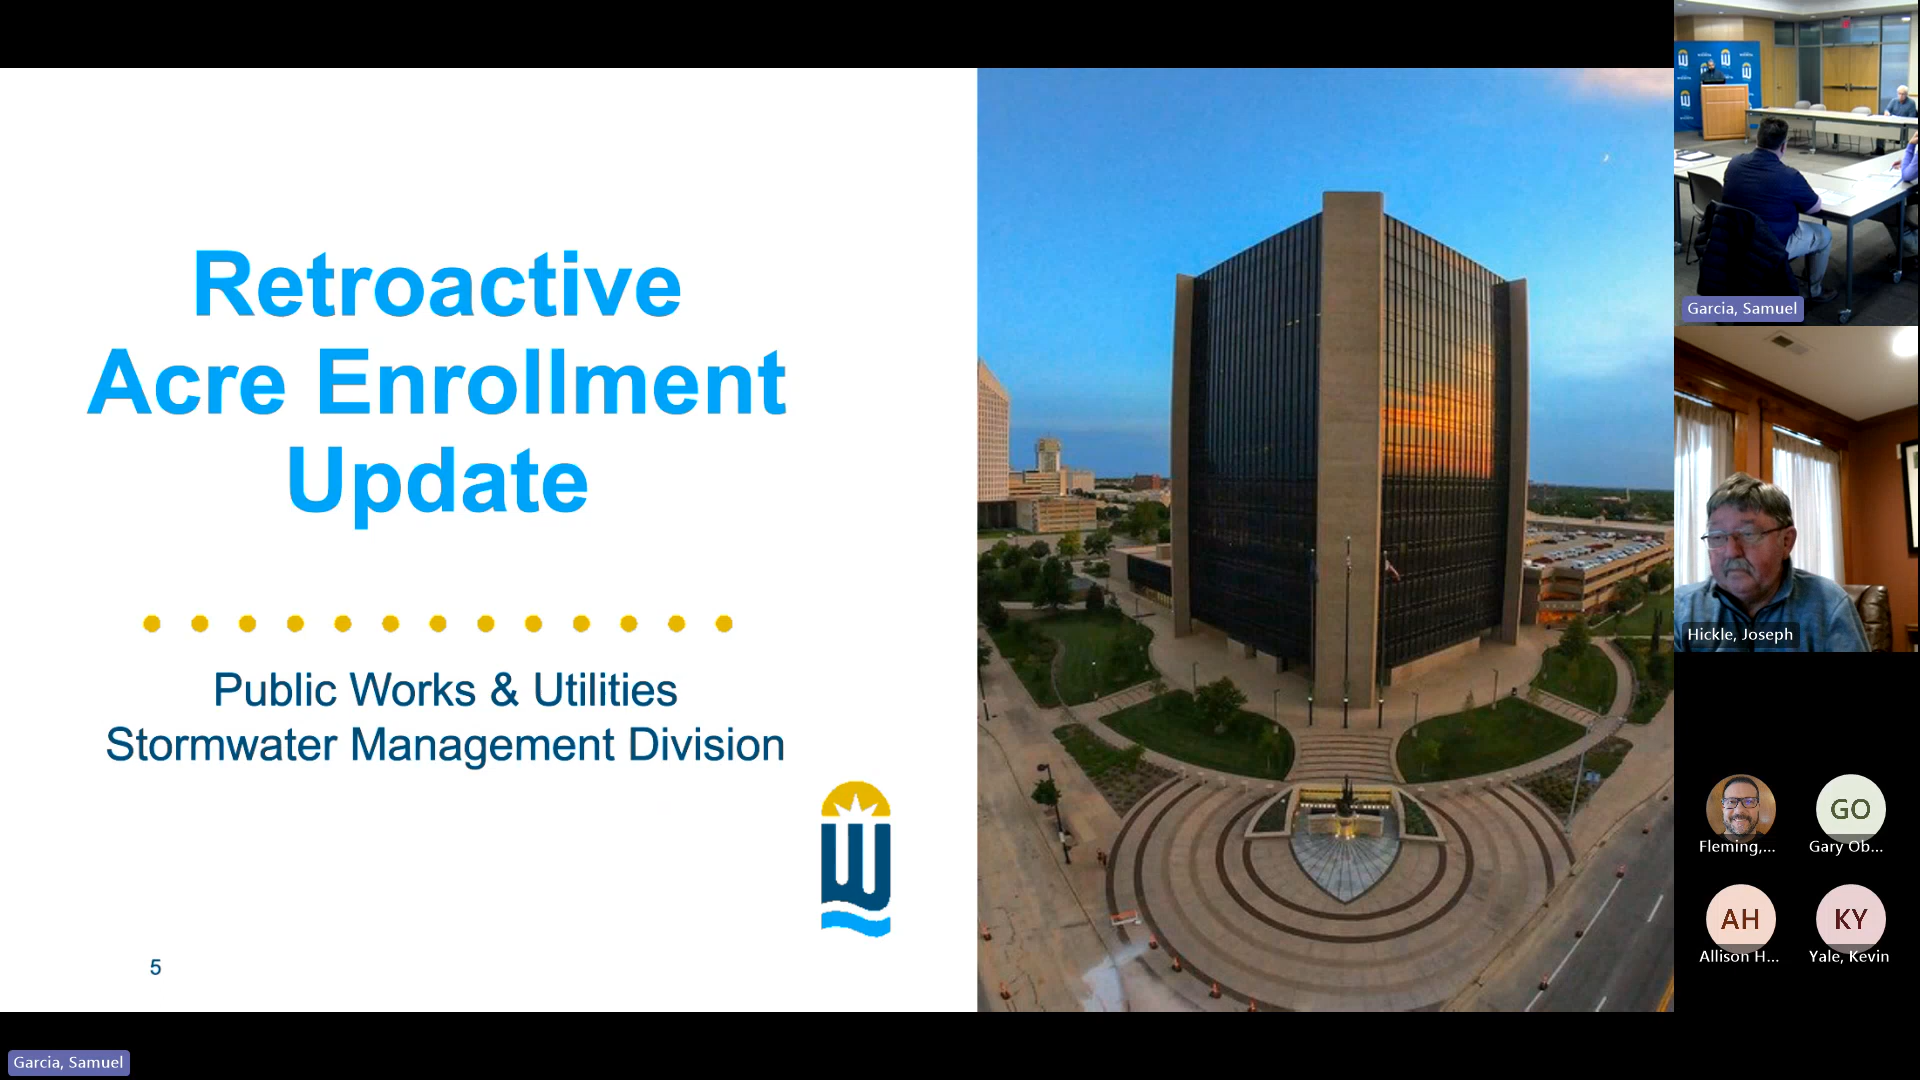 Retroactive
Acre Enrollment
Update
Public Works & Utilities
Stormwater Management Division
5
Garcia, Samuel
Garcia, Samuel
Hickle, Joseph
Fleming,...
GO
Gary Ob...
AH
Allison H...
KY
Yale, Kevin